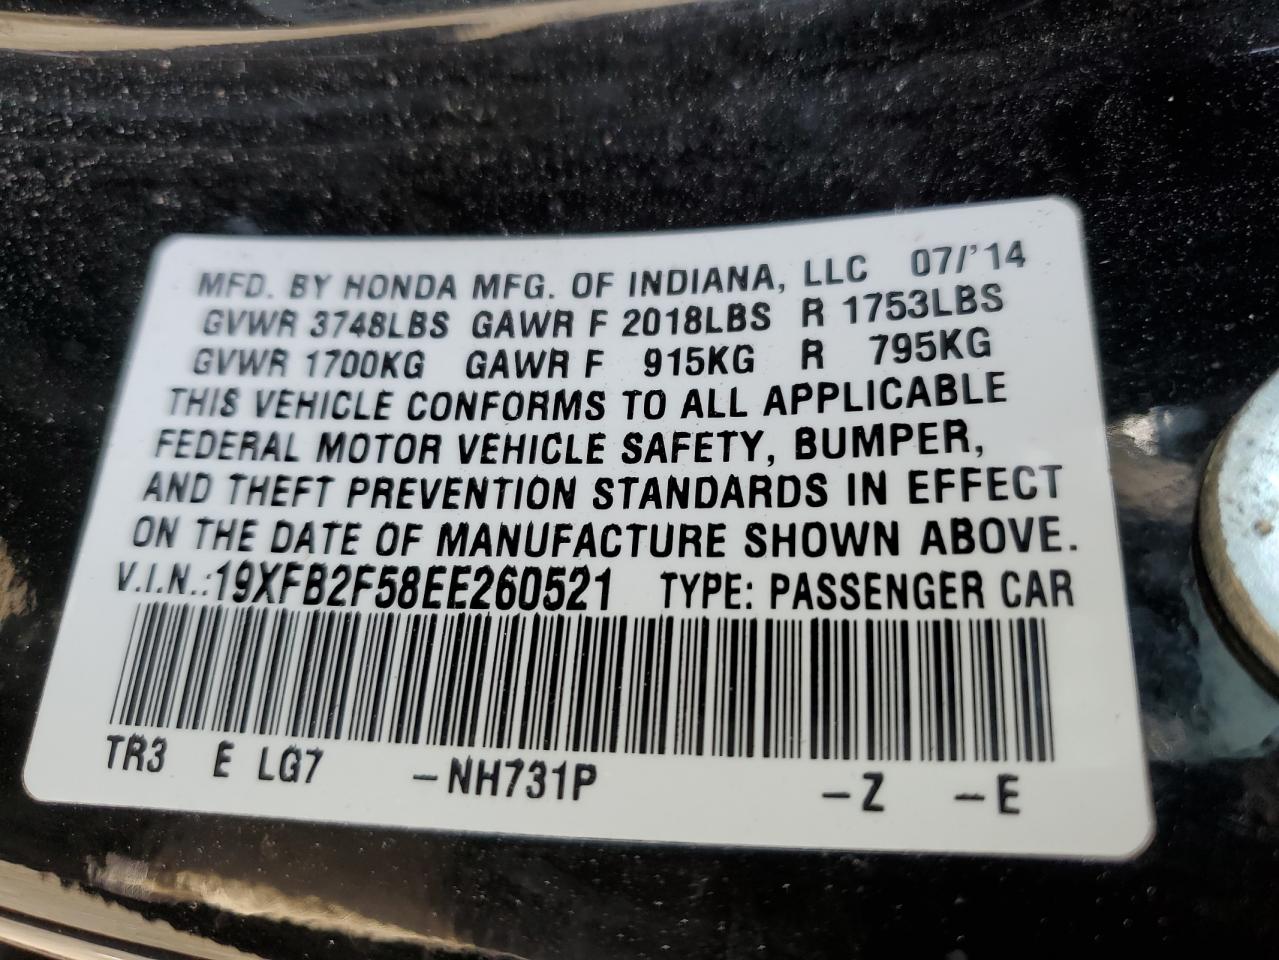 MFD. BY HONDA MFG. OF INDIANA, LLC 07/'14
GVWR 3748LBS GAWR F 2018LBS R 1753LBS
GVWR 1700KG GAWR F 915KG R 795KG
THIS VEHICLE CONFORMS TO ALL APPLICABLE
FEDERAL MOTOR VEHICLE SAFETY, BUMPER,
AND THEFT PREVENTION STANDARDS IN EFFECT
ON THE DATE OF MANUFACTURE SHOWN ABOVE.
V.I.N.:19XFB2F58EE260521 TYPE: PASSENGER CAR
TR3 E LG7 -NH731P -Z -E